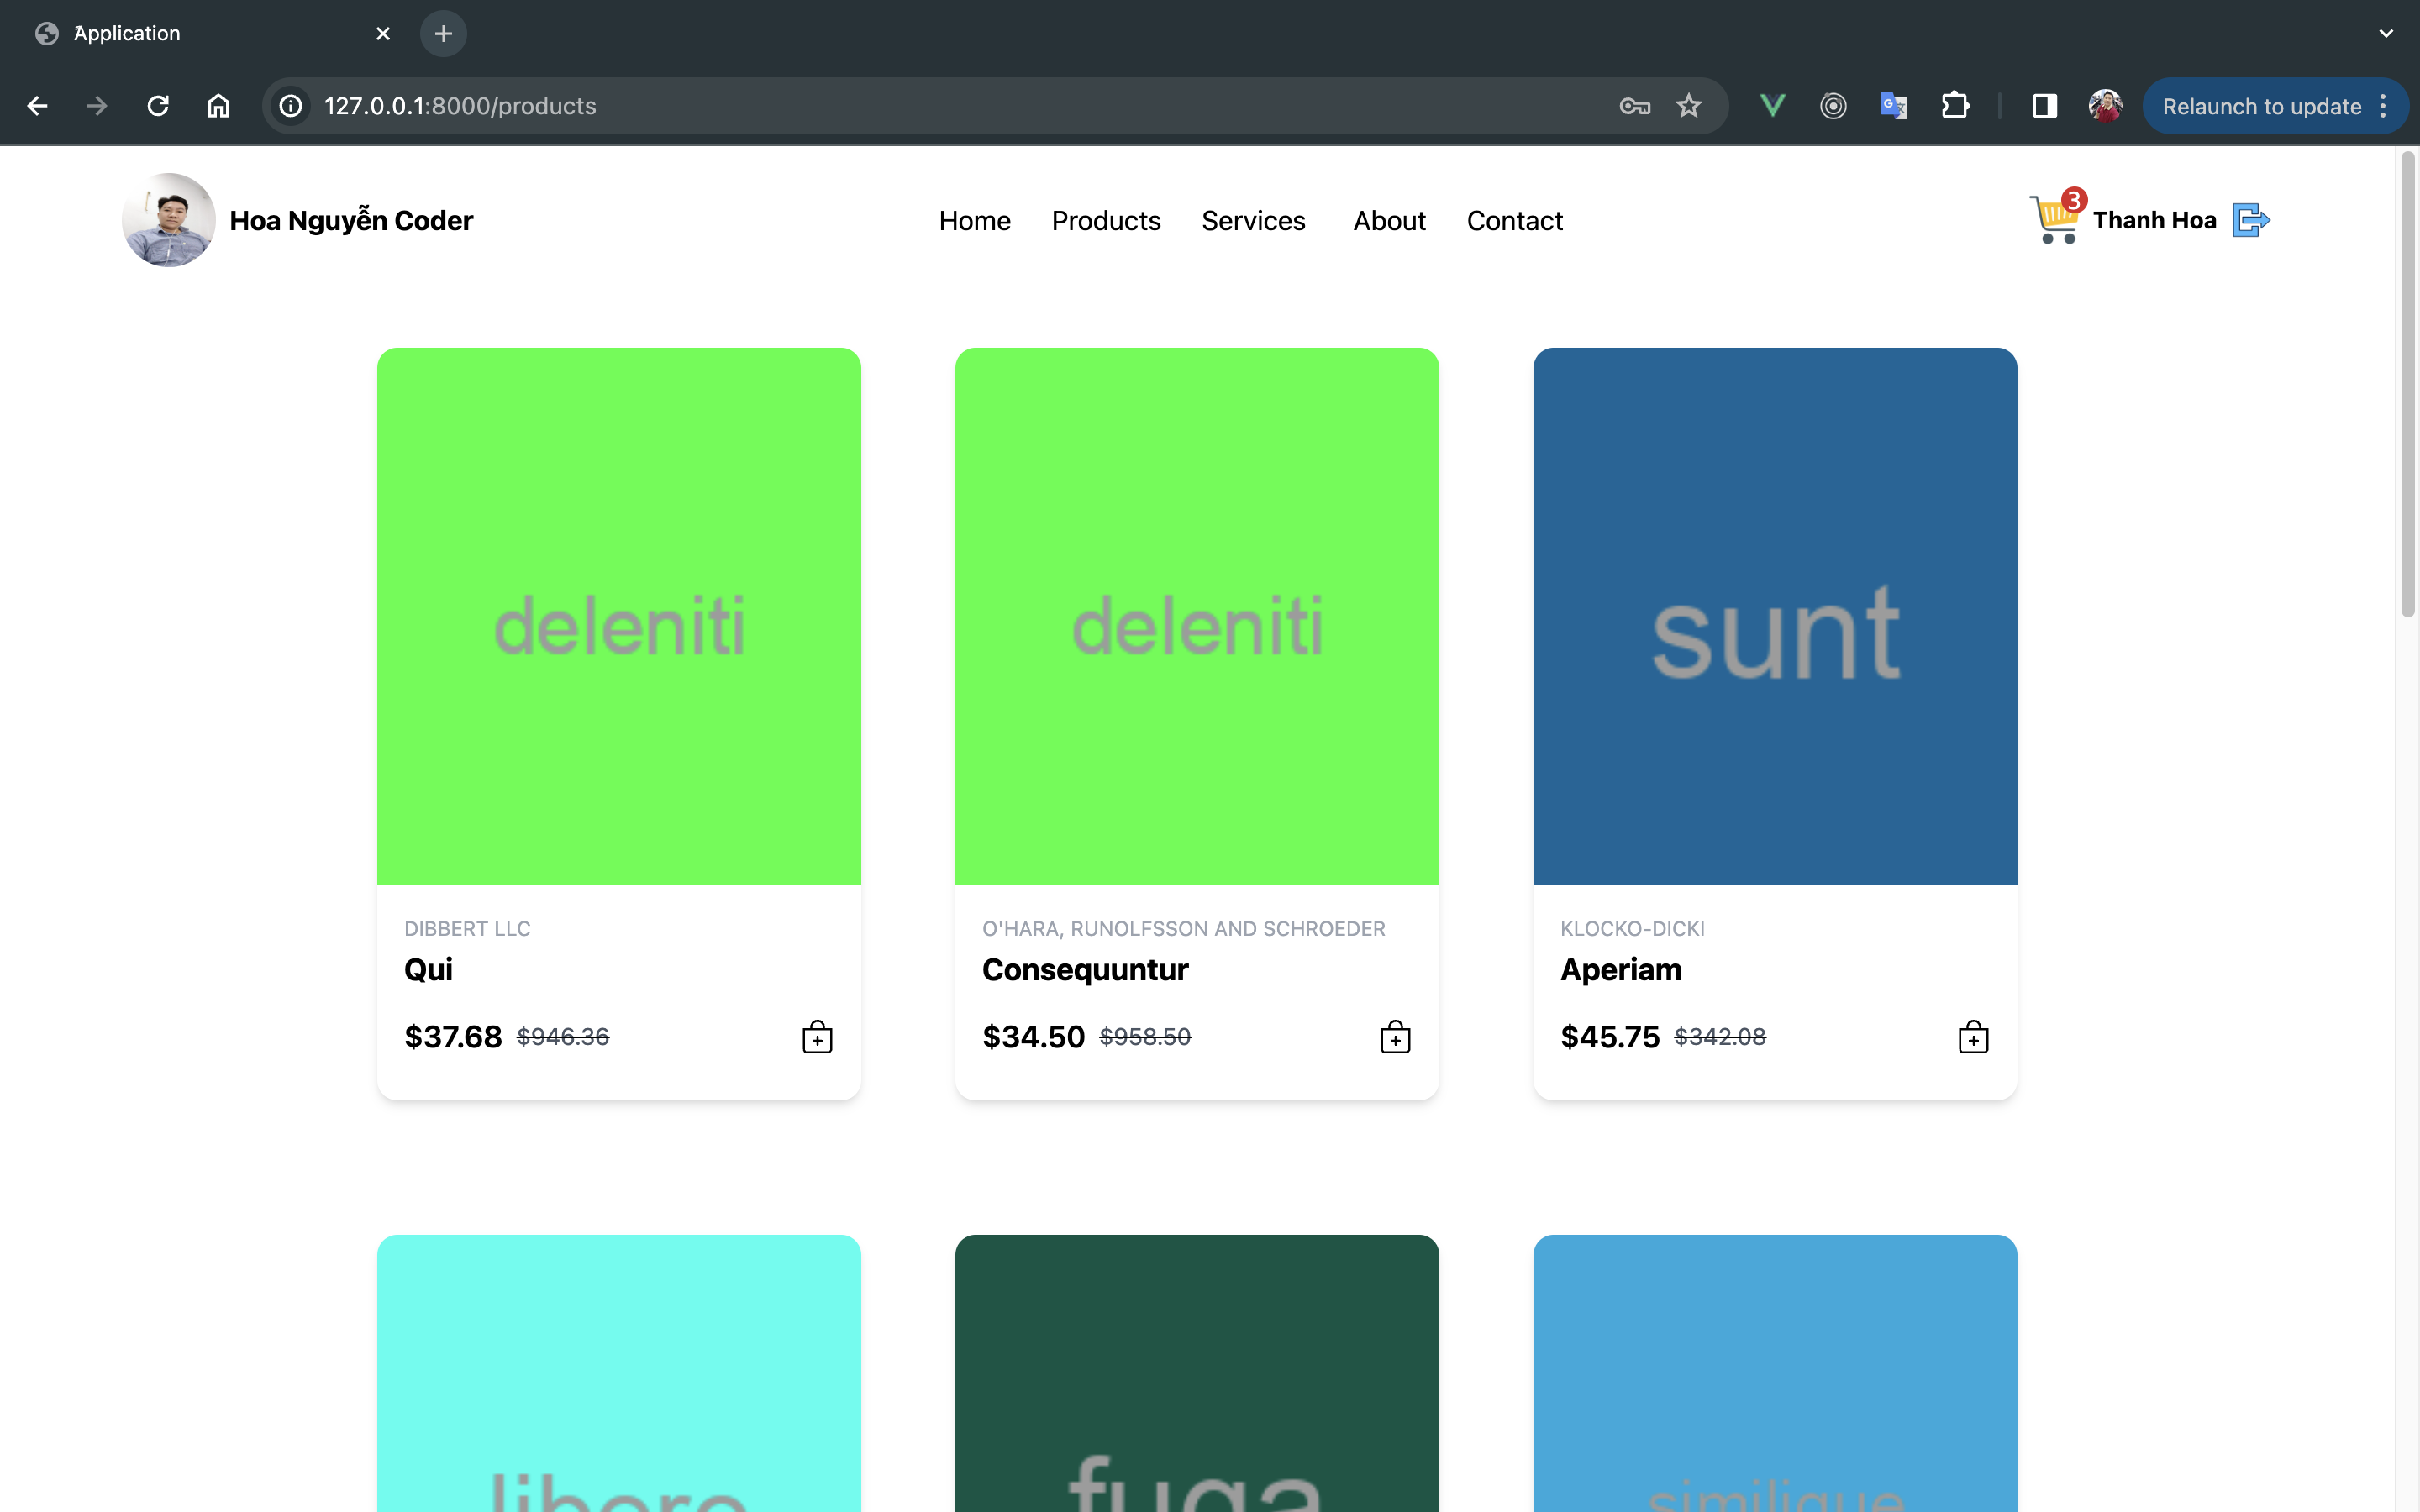 Application
127.0.0.1:8000/products
Relaunch to update
Hoa Nguyễn Coder
Home
Products
Services
About
Contact
3
Thanh Hoa
deleniti
deleniti
sunt
DIBBERT LLC
Qui
$37.68 $946.36
O'HARA, RUNOLFSSON AND SCHROEDER
Consequuntur
$34.50 $958.50
KLOCKO-DICKI
Aperiam
$45.75 $342.08
libero
fuga
similique